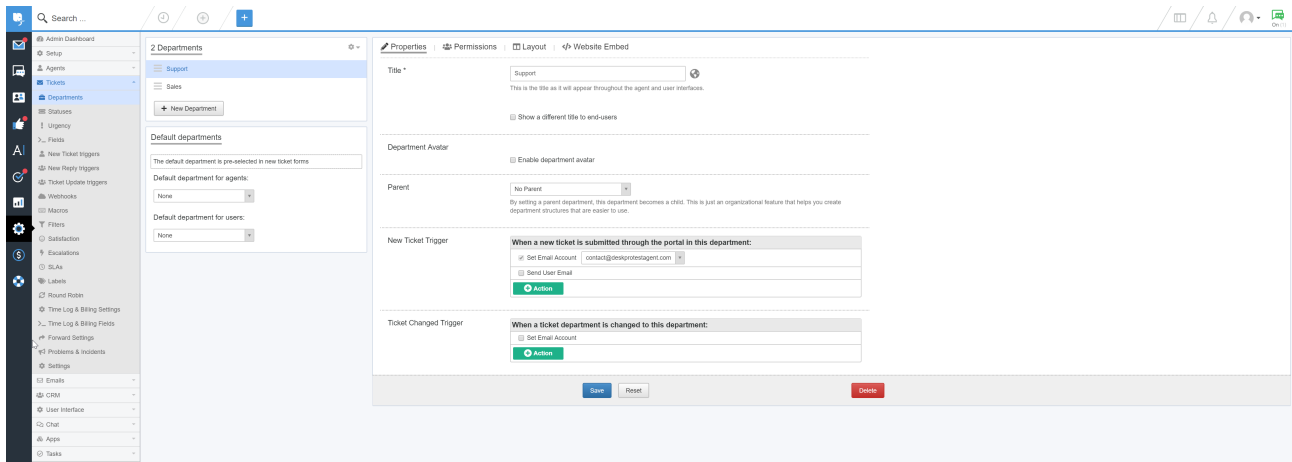 Search ...
On (1)
Admin Dashboard
Setup
Agents
Tickets
Departments
Statuses
Urgency
Fields
New Ticket triggers
New Reply triggers
Ticket Update triggers
Webhooks
Macros
Filters
Satisfaction
Escalations
SLAs
Labels
Round Robin
Time Log & Billing Settings
Time Log & Billing Fields
Forward Settings
Problems & Incidents
Settings
Emails
CRM
User Interface
Chat
Apps
Tasks
2 Departments
Support
Sales
New Department
Default departments
The default department is pre-selected in new ticket forms
Default department for agents:
None
Default department for users:
None
Properties
Permissions
Layout
Website Embed
Title *
Support
This is the title as it will appear throughout the agent and user interfaces.
Show a different title to end-users
Department Avatar
Enable department avatar
Parent
No Parent
By setting a parent department, this department becomes a child. This is just an organizational feature that helps you create
department structures that are easier to use.
New Ticket Trigger
When a new ticket is submitted through the portal in this department:
Set Email Account
contact@deskprotestagent.com
Send User Email
Action
Ticket Changed Trigger
When a ticket department is changed to this department:
Set Email Account
Action
Save
Reset
Delete